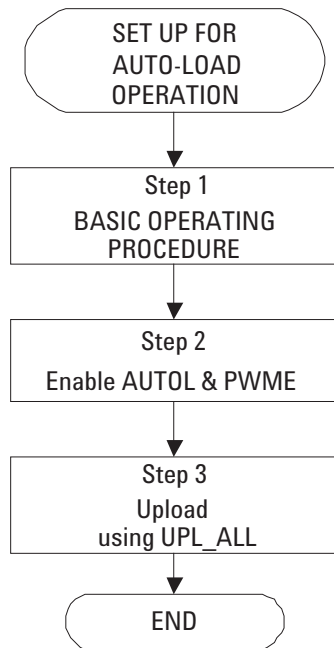 SET UP FOR
AUTO-LOAD
OPERATION
Step 1
BASIC OPERATING
PROCEDURE
Step 2
Enable AUTOL & PWME
Step 3
Upload
using UPL_ALL
END